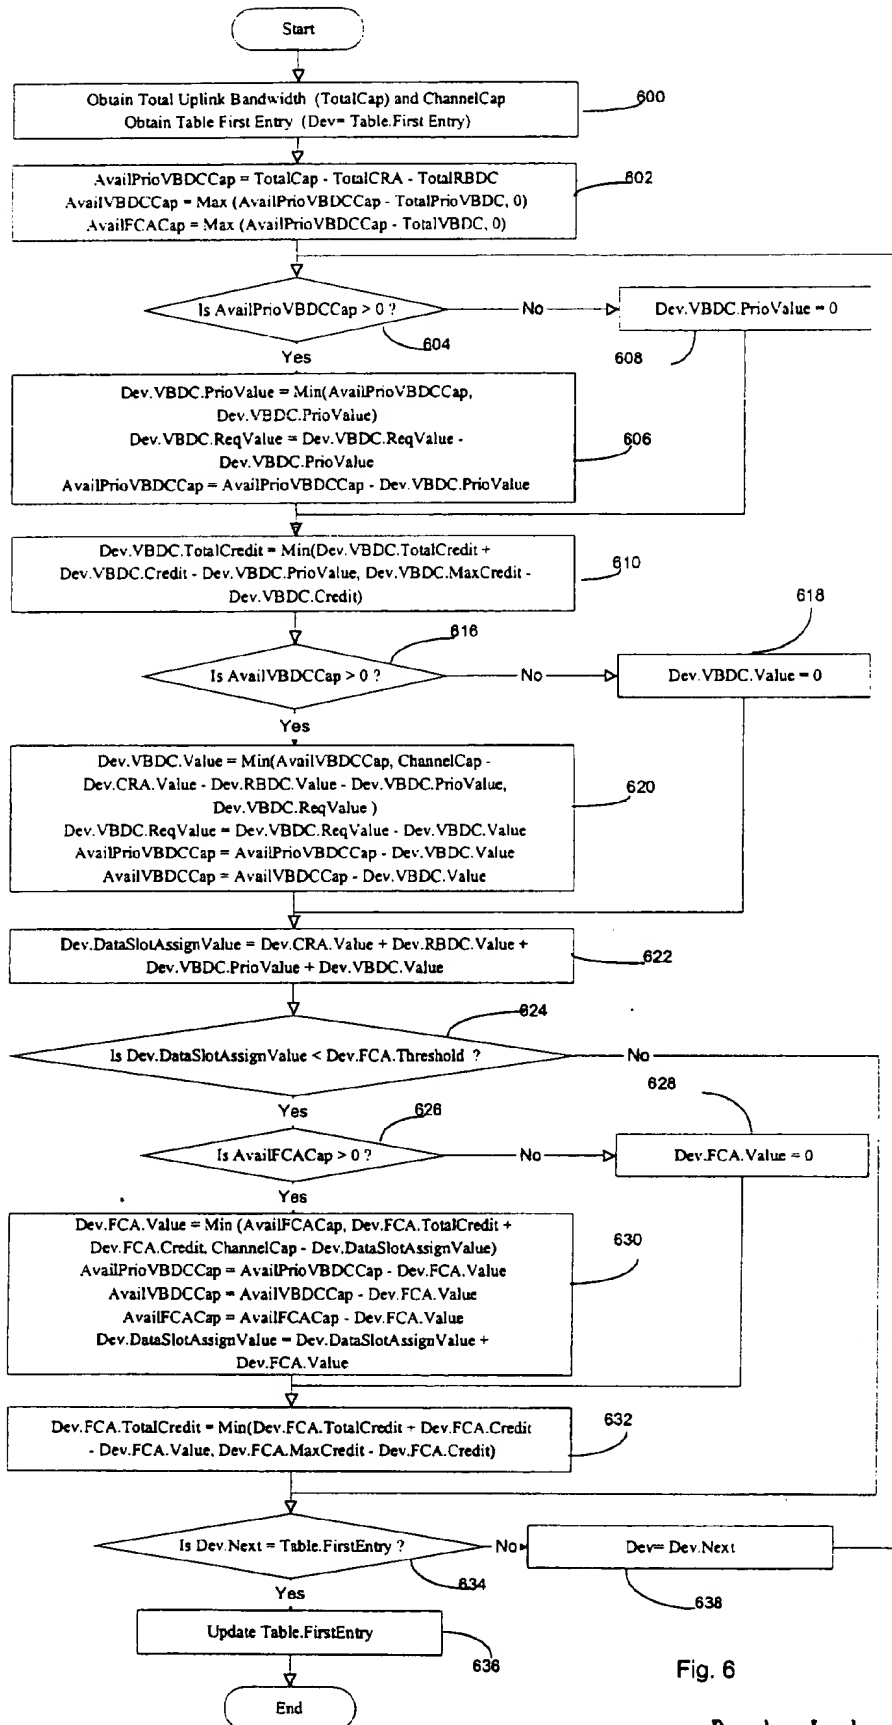 Start
Obtain Total Uplink Bandwidth (TotalCap) and ChannelCap
Obtain Table First Entry (Dev= Table.First Entry)
600
AvailPrioVBDCCap = TotalCap - TotalCRA - TotalRBDC
AvailVBDCCap = Max (AvailPrioVBDCCap - TotalPrioVBDC, 0)
AvailFCACap = Max (AvailPrioVBDCCap - TotalVBDC, 0)
602
Is AvailPrioVBDCCap > 0 ?
No
Dev.VBDC.PrioValue = 0
604
608
Yes
Dev.VBDC.PrioValue = Min(AvailPrioVBDCCap,
Dev.VBDC.PrioValue)
Dev.VBDC.ReqValue = Dev.VBDC.ReqValue -
Dev.VBDC.PrioValue
AvailPrioVBDCCap = AvailPrioVBDCCap - Dev.VBDC.PrioValue
606
Dev.VBDC.TotalCredit = Min(Dev.VBDC.TotalCredit +
Dev.VBDC.Credit - Dev.VBDC.PrioValue, Dev.VBDC.MaxCredit -
Dev.VBDC.Credit)
610
616
618
Is AvailVBDCCap > 0 ?
No
Dev.VBDC.Value = 0
Yes
Dev.VBDC.Value = Min(AvailVBDCCap, ChannelCap -
Dev.CRA.Value - Dev.RBDC.Value - Dev.VBDC.PrioValue,
Dev.VBDC.ReqValue )
Dev.VBDC.ReqValue = Dev.VBDC.ReqValue - Dev.VBDC.Value
AvailPrioVBDCCap = AvailPrioVBDCCap - Dev.VBDC.Value
AvailVBDCCap = AvailVBDCCap - Dev.VBDC.Value
620
Dev.DataSlotAssignValue = Dev.CRA.Value + Dev.RBDC.Value +
Dev.VBDC.PrioValue + Dev.VBDC.Value
622
624
Is Dev.DataSlotAssignValue < Dev.FCA.Threshold ?
No
Yes
626
628
Is AvailFCACap > 0 ?
No
Dev.FCA.Value = 0
Yes
Dev.FCA.Value = Min (AvailFCACap, Dev.FCA.TotalCredit +
Dev.FCA.Credit, ChannelCap - Dev.DataSlotAssignValue)
AvailPrioVBDCCap = AvailPrioVBDCCap - Dev.FCA.Value
AvailVBDCCap = AvailVBDCCap - Dev.FCA.Value
AvailFCACap = AvailFCACap - Dev.FCA.Value
Dev.DataSlotAssignValue = Dev.DataSlotAssignValue +
Dev.FCA.Value
630
Dev.FCA.TotalCredit = Min(Dev.FCA.TotalCredit + Dev.FCA.Credit
- Dev.FCA.Value, Dev.FCA.MaxCredit - Dev.FCA.Credit)
632
Is Dev.Next = Table.FirstEntry ?
No
Dev= Dev.Next
634
638
Yes
Update Table.FirstEntry
636
End
Fig. 6